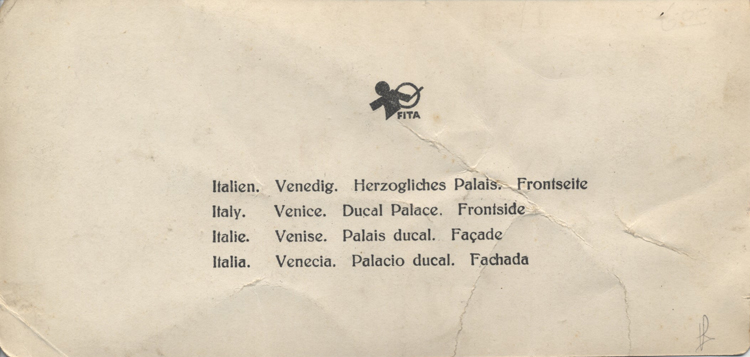 FITA
Italien. Venedig. Herzogliches Palais. Frontseite
Italy. Venice. Ducal Palace. Frontside
Italie. Venise. Palais ducal. Façade
Italia. Venecia. Palacio ducal. Fachada